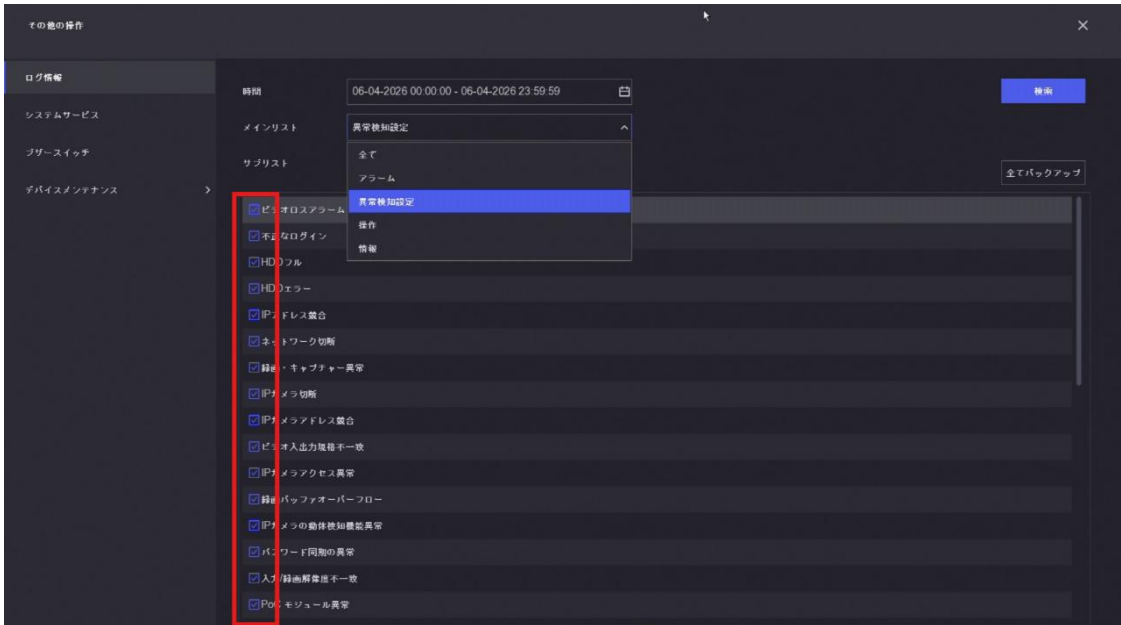 その他の操作
ログ情報
システムサービス
ブザースイッチ
デバイスメンテナンス
時間
06-04-2026 00:00:00 - 06-04-2026 23:59:59
検索
メインリスト
異常検知設定
全て
アラーム
異常検知設定
操作
情報
サブリスト
全てバックアップ
ビデオロスアラーム
不正なログイン
HDDフル
HDDエラー
IPアドレス競合
ネットワーク切断
録画・キャプチャー異常
IPカメラ切断
IPカメラアドレス競合
ビデオ入出力規格不一致
IPカメラアクセス異常
録画バッファオーバーフロー
IPカメラの動体検知機能異常
パスワード同期の異常
入力/録画解像度不一致
PoE モジュール異常